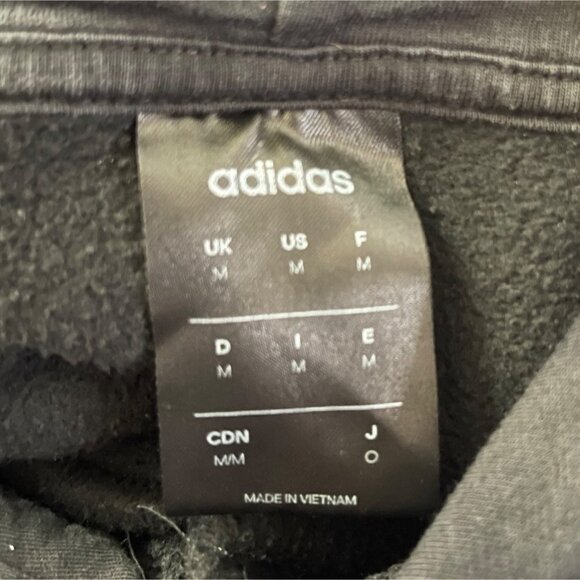 adidas
UK US F
M M M
D I E
M M M
CDN J
M/M O
MADE IN VIETNAM